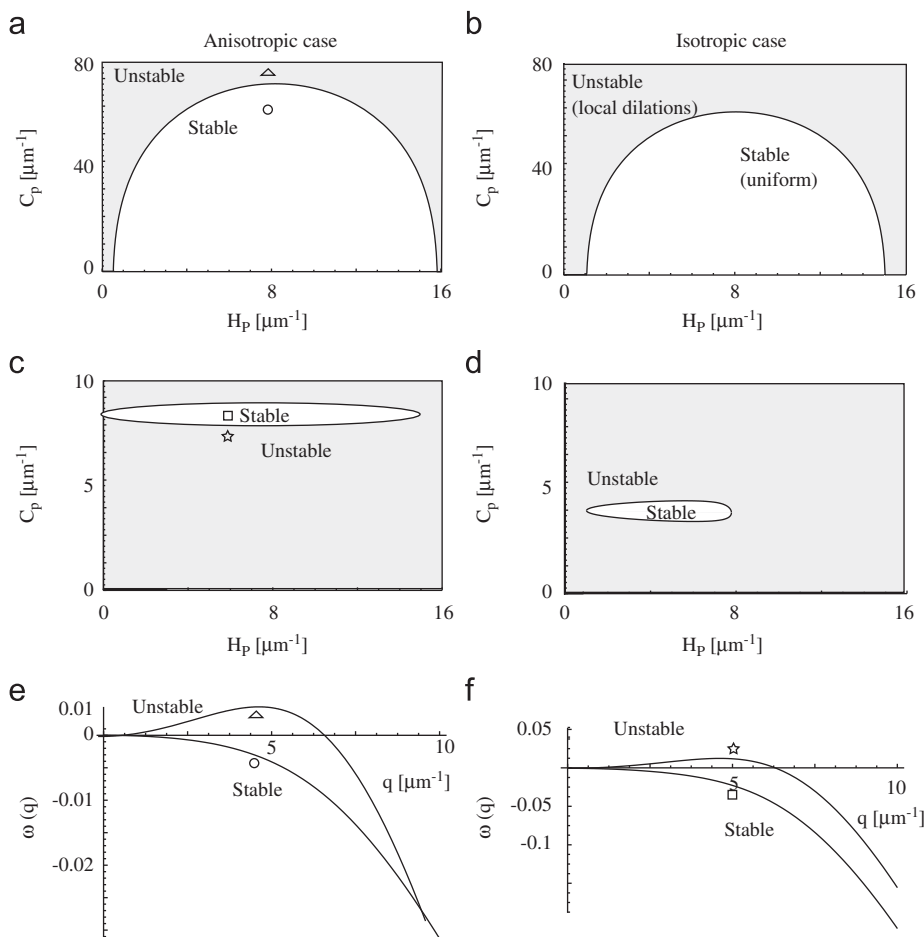 a
Anisotropic case
80
Unstable
Stable
40
0
C_p [μm⁻¹]
0
8
16
H_P [μm⁻¹]
b
Isotropic case
80
Unstable
(local dilations)
Stable
(uniform)
40
0
C_p [μm⁻¹]
0
8
16
H_P [μm⁻¹]
c
10
Stable
Unstable
5
0
C_p [μm⁻¹]
0
8
16
H_P [μm⁻¹]
d
10
Unstable
5
Stable
0
C_p [μm⁻¹]
0
8
16
H_P [μm⁻¹]
e
0.01
Unstable
0
5
10
q [μm⁻¹]
Stable
-0.01
-0.02
ω (q)
f
0.05
Unstable
0
5
10
q [μm⁻¹]
-0.05
Stable
-0.1
ω (q)